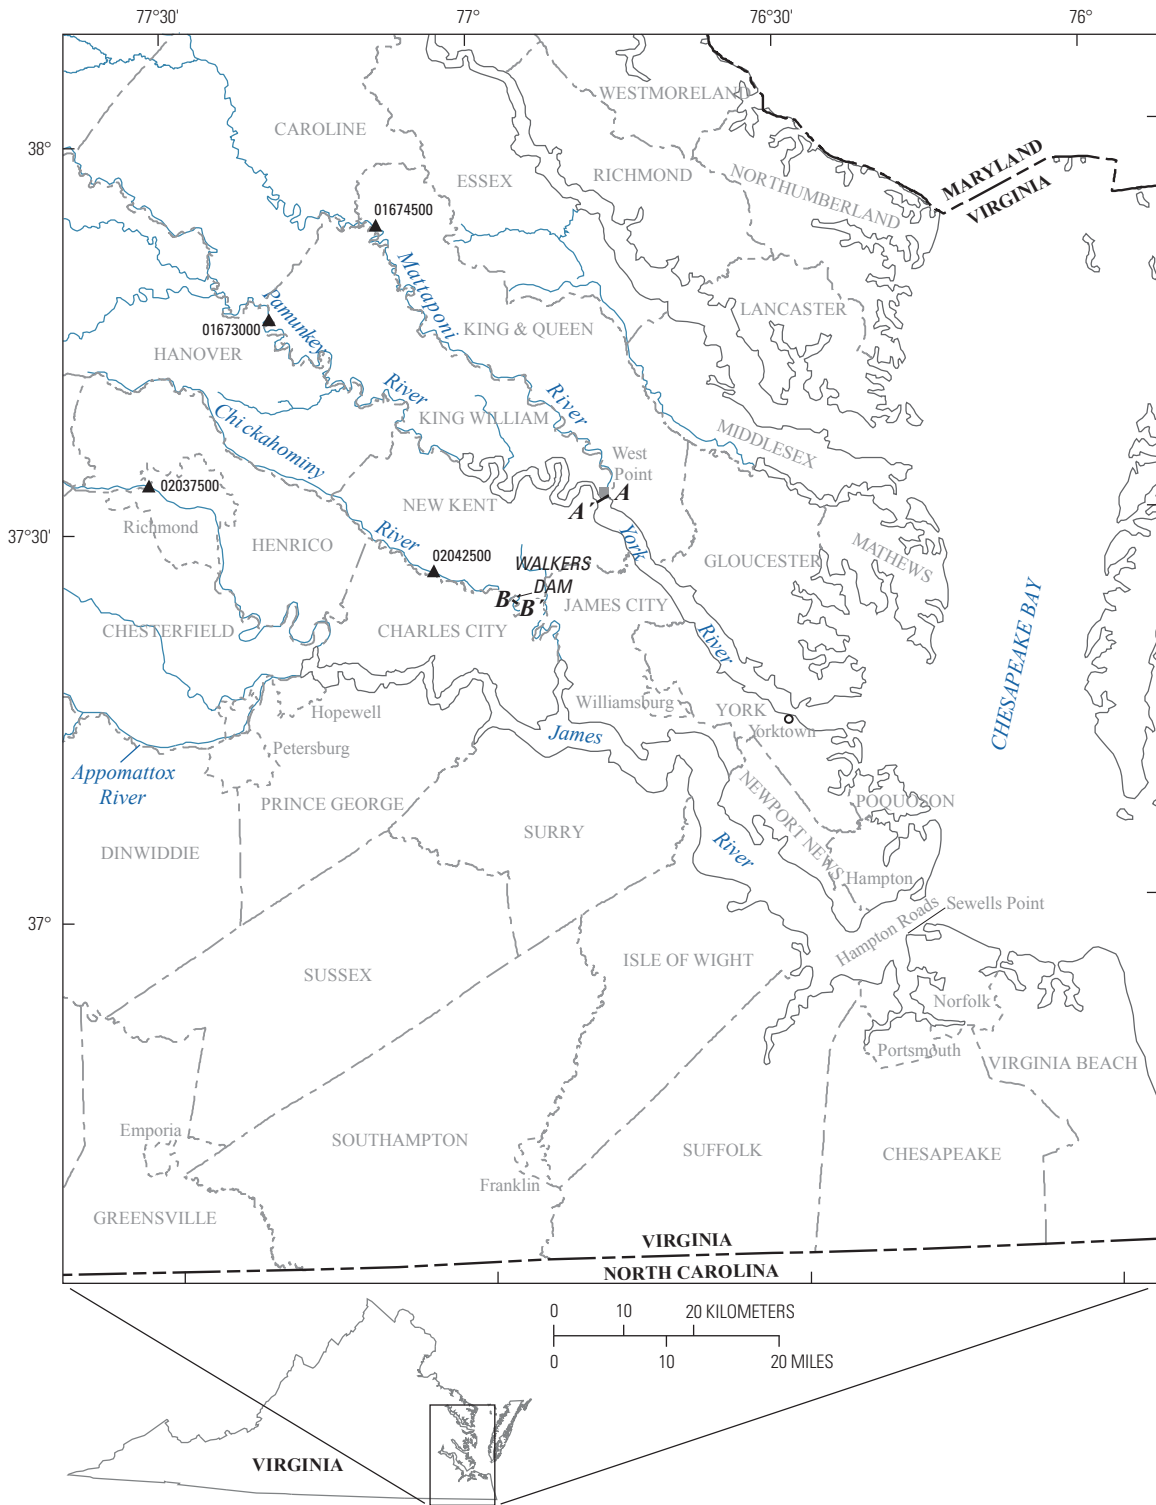 77°30´
77°
76°30´
76°
WESTMORELAND
CAROLINE
38°
MARYLAND
VIRGINIA
ESSEX
RICHMOND
NORTHUMBERLAND
01674500
Mattaponi
River
LANCASTER
Pamunkey
River
01673000
KING & QUEEN
HANOVER
KING WILLIAM
Chickahominy
River
MIDDLESEX
West
Point
02037500
A
A´
Richmond
NEW KENT
37°30´
HENRICO
York
River
GLOUCESTER
MATHEWS
02042500
WALKERS
DAM
B
B´
JAMES CITY
CHESAPEAKE BAY
CHESTERFIELD
CHARLES CITY
Williamsburg
YORK
Yorktown
Hopewell
James
River
Petersburg
Appomattox
River
PRINCE GEORGE
NEWPORT NEWS
POQUOSON
SURRY
DINWIDDIE
Hampton
Hampton Roads
Sewells Point
37°
ISLE OF WIGHT
SUSSEX
Norfolk
Portsmouth
VIRGINIA BEACH
Emporia
SOUTHAMPTON
SUFFOLK
CHESAPEAKE
Franklin
GREENSVILLE
VIRGINIA
NORTH CAROLINA
0 10 20 KILOMETERS
0 10 20 MILES
VIRGINIA